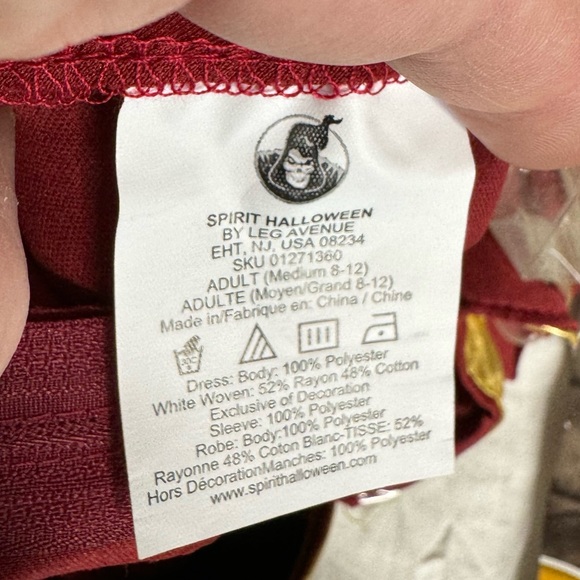 SPIRIT HALLOWEEN
BY LEG AVENUE
EHT, NJ. USA 08234
SKU 01271360
ADULT (Medium 8-12)
ADULTE (Moyen/Grand 8-12)
Made in/Fabrique en: China / Chine
30C
Dress: Body: 100% Polyester
White Woven: 52% Rayon 48% Cotton
Exclusive of Decoration
Sleeve: 100% Polyester
Robe: Body:100% Polyester
Rayonne 48% Coton Blanc-TISSE: 52%
Hors DécorationManches: 100% Polyester
www.spirithalloween.com